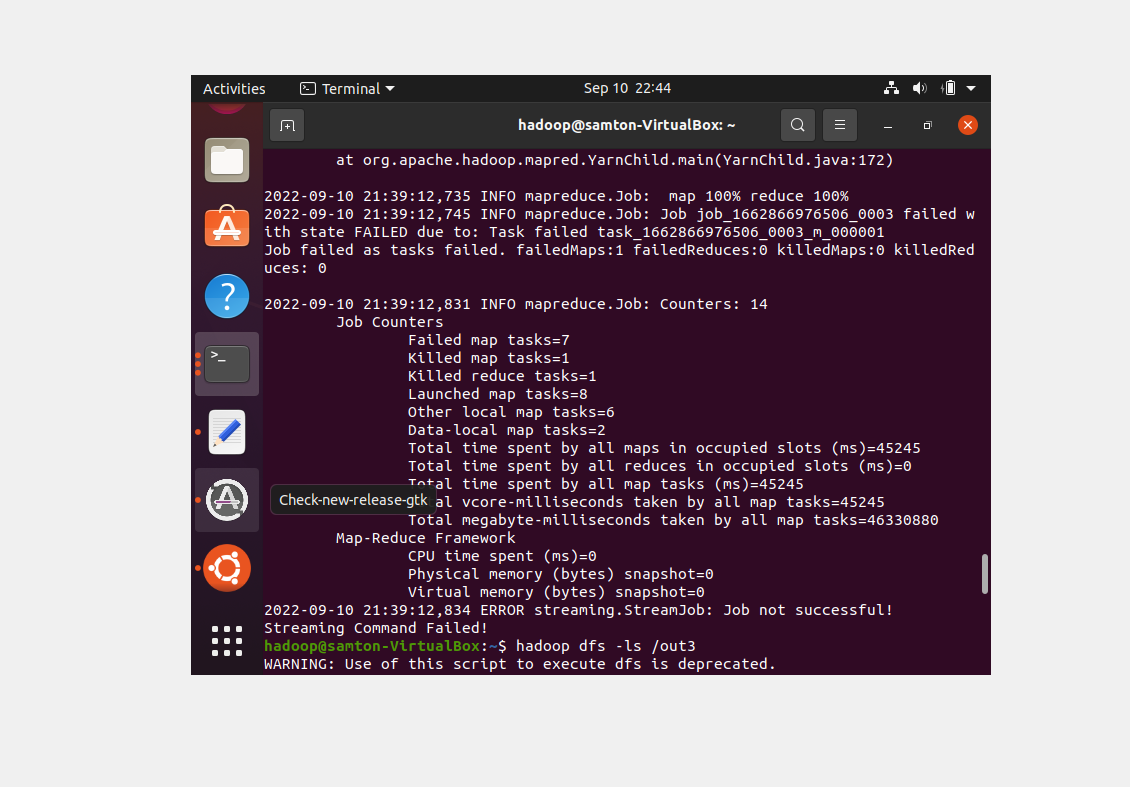 Activities
Terminal
Sep 10 22:44
hadoop@samton-VirtualBox: ~
at org.apache.hadoop.mapred.YarnChild.main(YarnChild.java:172)
2022-09-10 21:39:12,735 INFO mapreduce.Job:  map 100% reduce 100%
2022-09-10 21:39:12,745 INFO mapreduce.Job: Job job_1662866976506_0003 failed w
ith state FAILED due to: Task failed task_1662866976506_0003_m_000001
Job failed as tasks failed. failedMaps:1 failedReduces:0 killedMaps:0 killedRed
uces: 0
2022-09-10 21:39:12,831 INFO mapreduce.Job: Counters: 14
Job Counters
Failed map tasks=7
Killed map tasks=1
Killed reduce tasks=1
Launched map tasks=8
Other local map tasks=6
Data-local map tasks=2
Total time spent by all maps in occupied slots (ms)=45245
Total time spent by all reduces in occupied slots (ms)=0
Total time spent by all map tasks (ms)=45245
Check-new-release-gtk
al vcore-milliseconds taken by all map tasks=45245
Total megabyte-milliseconds taken by all map tasks=46330880
Map-Reduce Framework
CPU time spent (ms)=0
Physical memory (bytes) snapshot=0
Virtual memory (bytes) snapshot=0
2022-09-10 21:39:12,834 ERROR streaming.StreamJob: Job not successful!
Streaming Command Failed!
hadoop@samton-VirtualBox:~$ hadoop dfs -ls /out3
WARNING: Use of this script to execute dfs is deprecated.